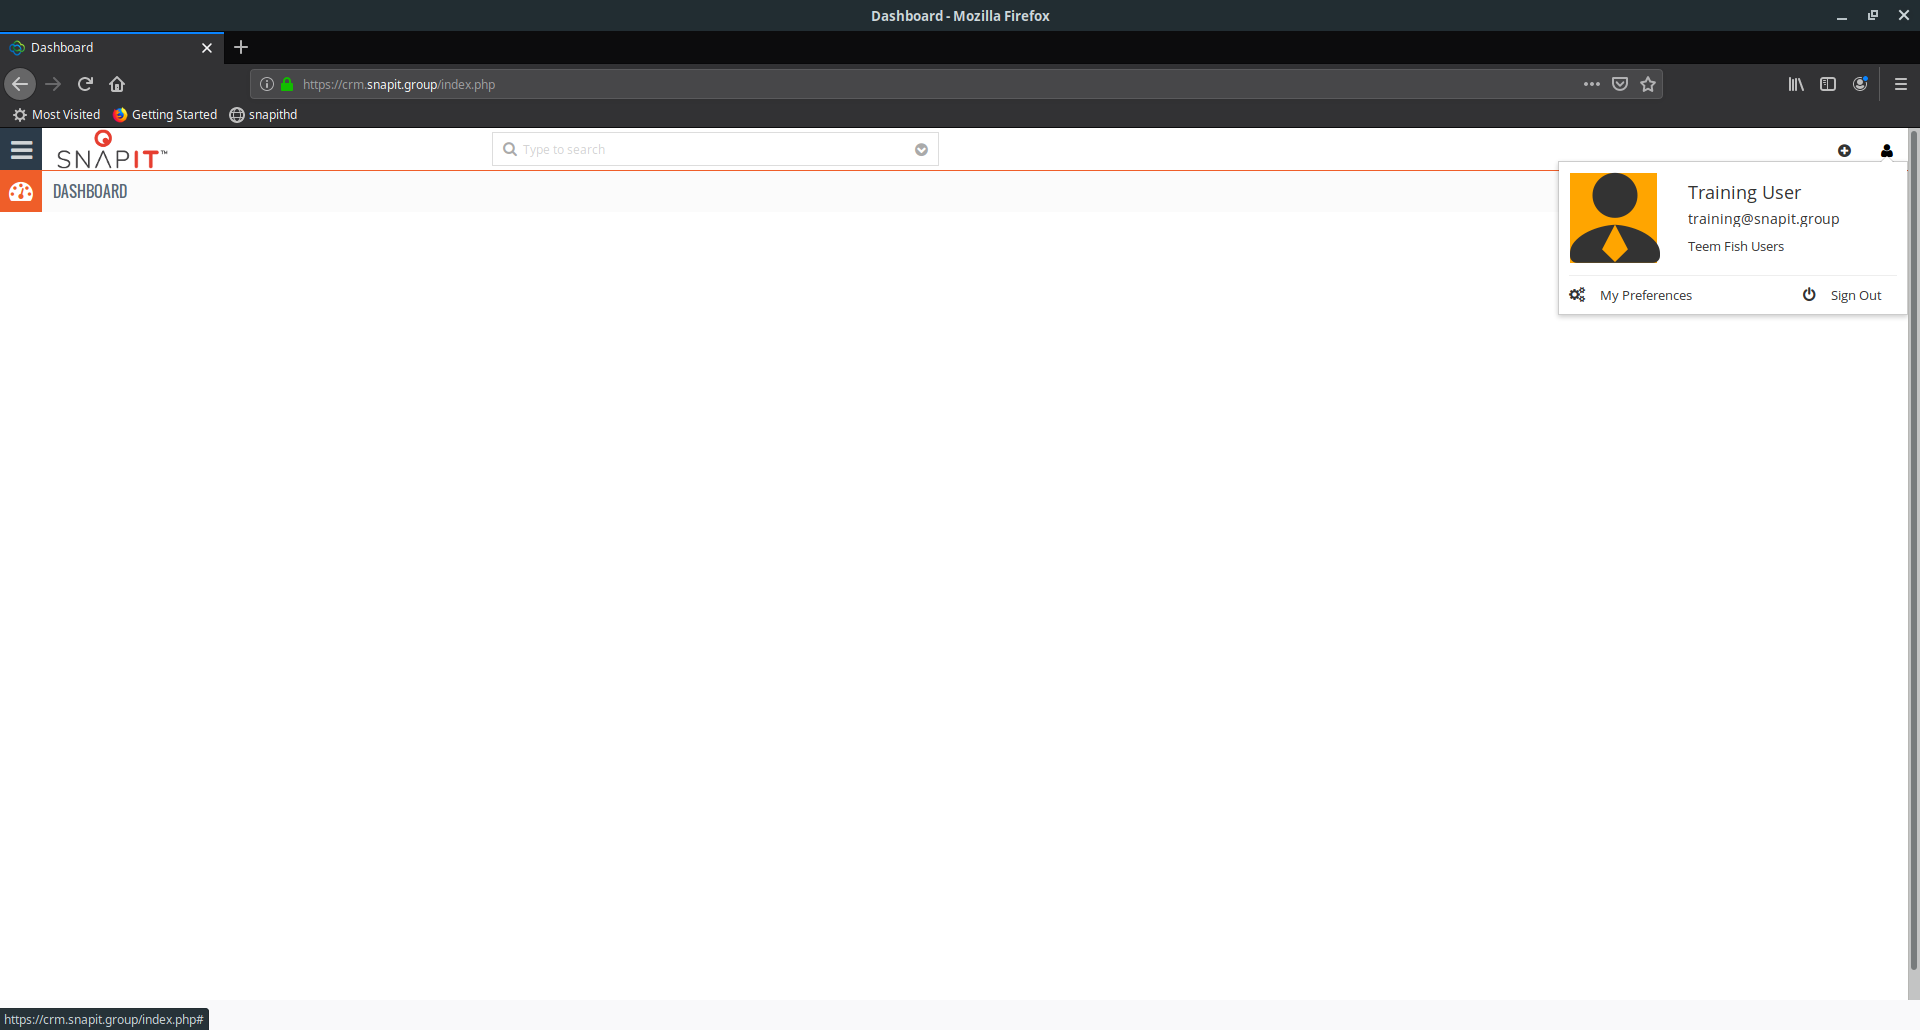 Dashboard - Mozilla Firefox
Dashboard
https://crm.snapit.group/index.php
Most Visited
Getting Started
snapithd
SNAPIT™
Type to search
DASHBOARD
Training User
training@snapit.group
Teem Fish Users
My Preferences
Sign Out
https://crm.snapit.group/index.php#